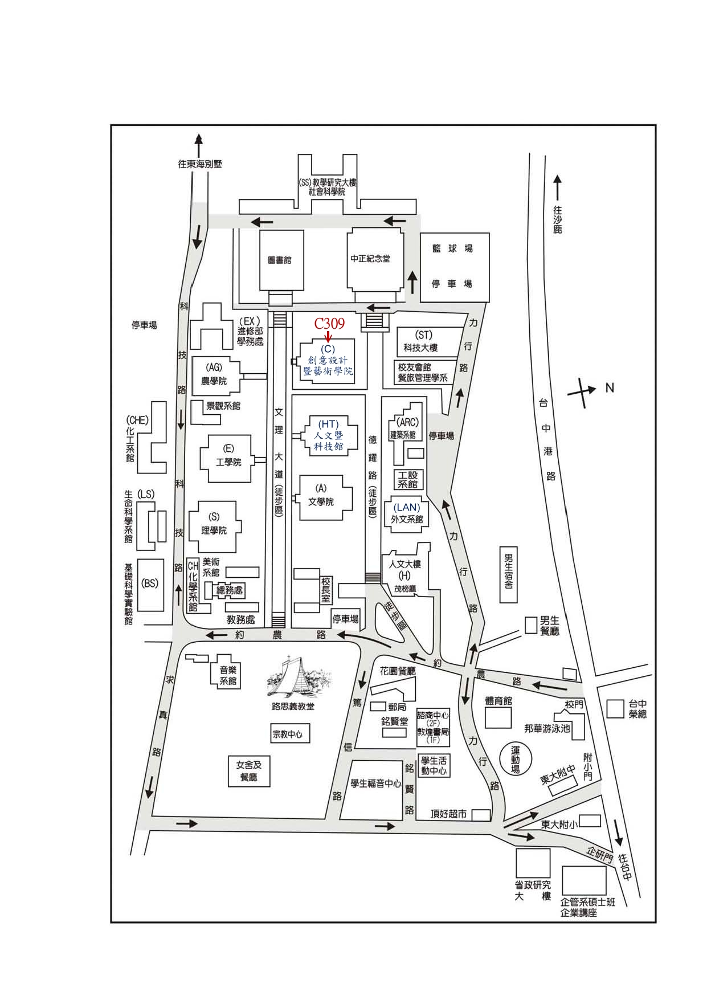 往東海別墅
(SS)教學研究大樓
社會科學院
往沙鹿
圖書館
中正紀念堂
籃球場
停車場
科技路
停車場
(EX)
進修部
學務處
C309
(C)
創意設計
暨藝術學院
(ST)
科技大樓
力行路
校友會館
餐旅管理學系
(AG)
農學院
景觀系館
N
台中港路
(CHE)
化工系館
文理大道(徒步區)
(HT)
人文暨
科技館
德耀路(徒步區)
(ARC)
建築系館
停車場
(E)
工學院
工設
系館
科技路
(A)
文學院
(LS)
生命科學系館
(S)
理學院
(LAN)
外文系館
力行路
男生宿舍
基礎科學實驗館
(BS)
CH
化學系館
美術
系館
總務處
教務處
校長室
停車場
人文大樓
(H)
茂榜廳
徒步區
男生
餐廳
約農路
約農路
求真路
音樂
系館
路思義教堂
花園餐廳
郵局
銘賢堂
諮商中心
(2F)
敦煌書局
(1F)
體育館
校門
邦華游泳池
台中
榮總
宗教中心
篤信路
女舍及
餐廳
學生福音中心
銘賢路
學生活
動中心
力行路
運動場
附小門
東大附中
頂好超市
東大附小
企研門
往台中
省政研究
大樓
企管系碩士班
企業講座